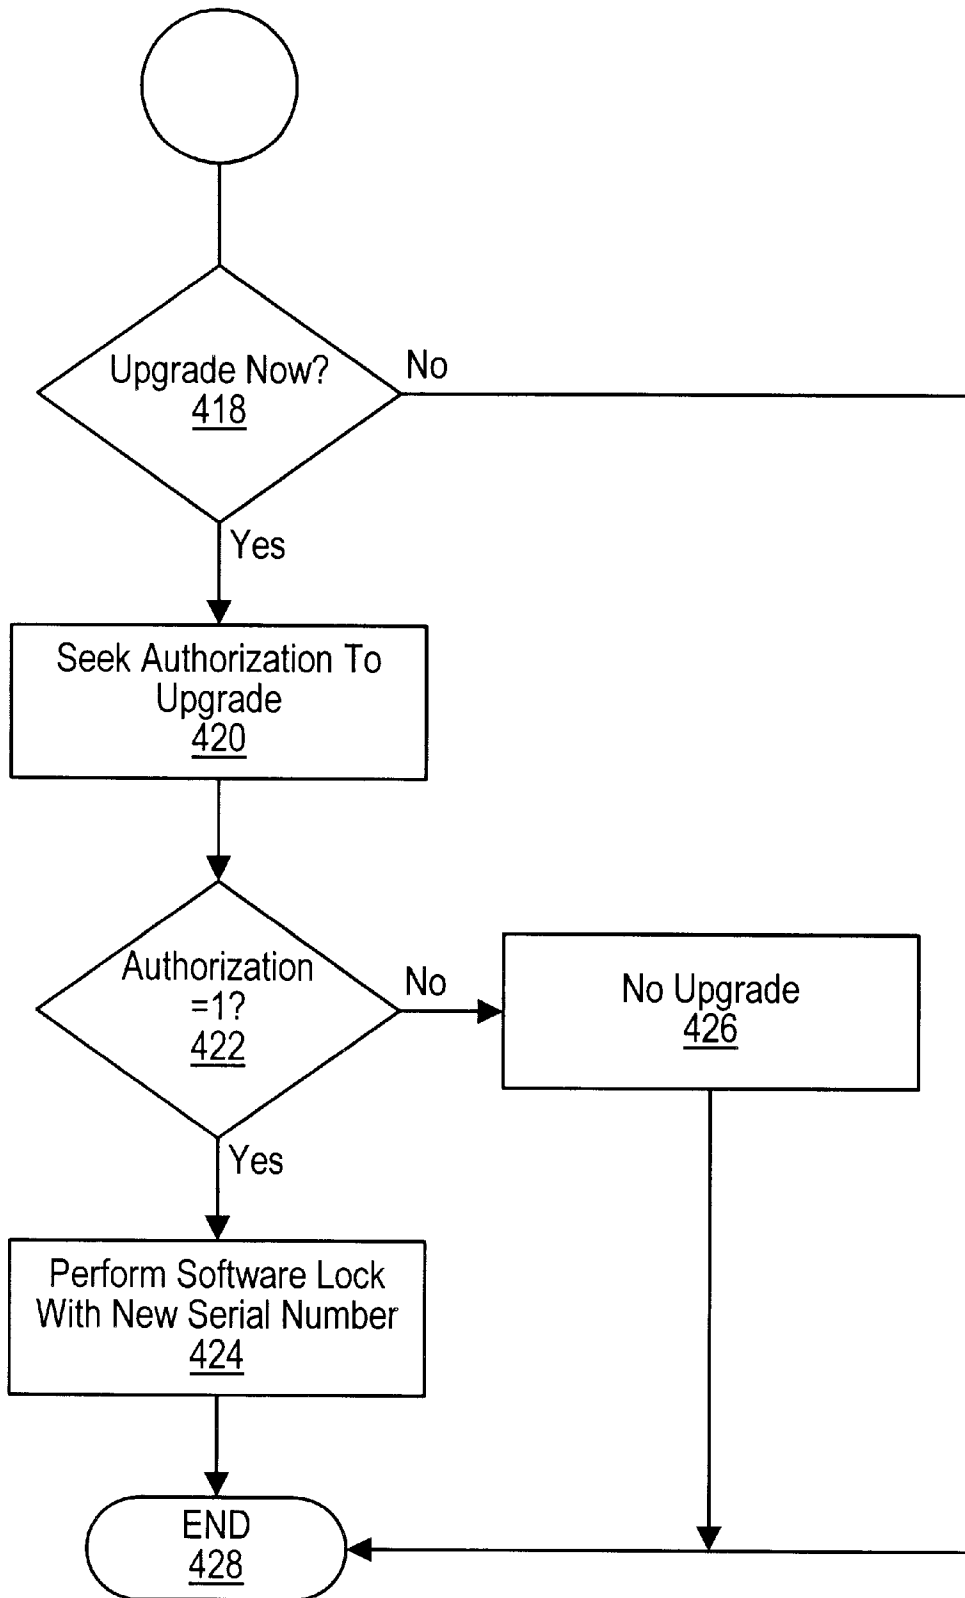 Upgrade Now?
418
No
Yes
Seek Authorization To
Upgrade
420
Authorization
=1?
422
No
No Upgrade
426
Yes
Perform Software Lock
With New Serial Number
424
END
428